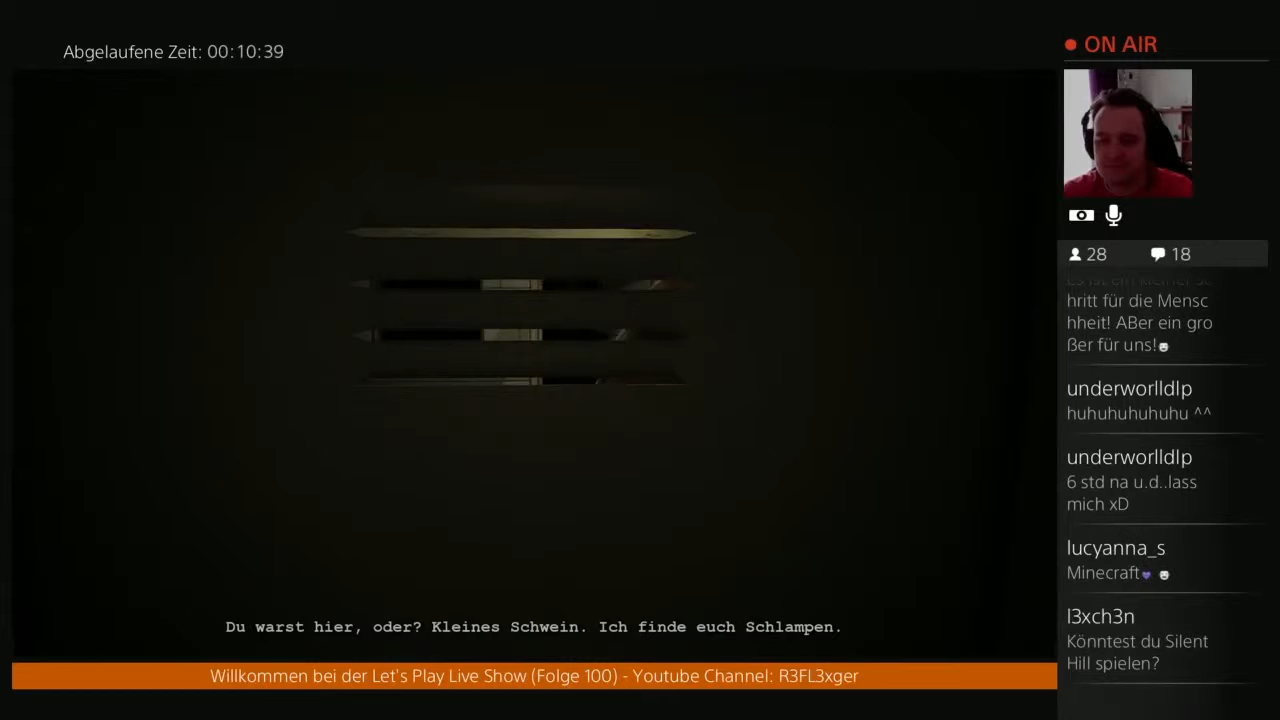 Abgelaufene Zeit: 00:10:39
ON AIR
28 18
hritt für die Mensc
hheit! ABer ein gro
ßer für uns!
underworlldlp
huhuhuhuhuhu ^^
underworlldlp
6 std na u.d..lass
mich xD
lucyanna_s
Minecraft
l3xch3n
Könntest du Silent
Hill spielen?
Du warst hier, oder? Kleines Schwein. Ich finde euch Schlampen.
Willkommen bei der Let's Play Live Show (Folge 100) - Youtube Channel: R3FL3xger